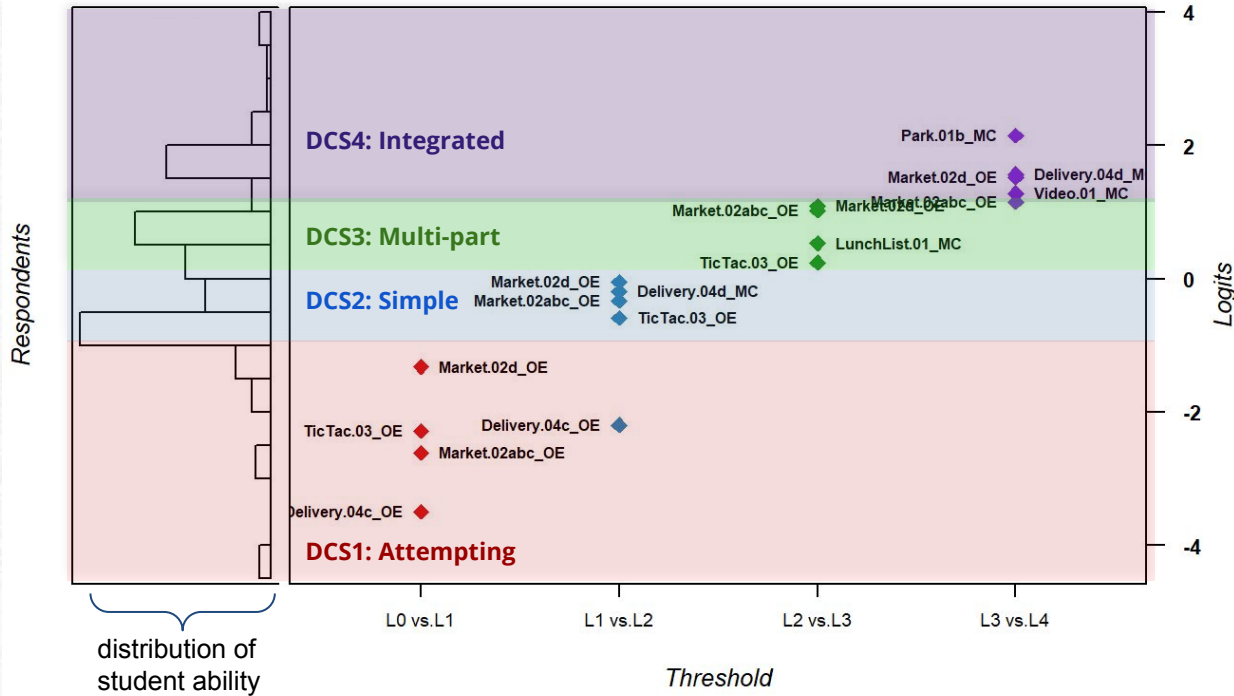 4
Park.01b_MC
DCS4: Integrated
2
Market.02d_OE
Delivery.04d_M
Video.01_MC
Market.02abc_OE
Market.02abc_OE
Market.02d_OE
DCS3: Multi-part
LunchList.01_MC
TicTac.03_OE
0
Market.02d_OE
Delivery.04d_MC
DCS2: Simple
Market.02abc_OE
TicTac.03_OE
Respondents
Logits
Market.02d_OE
-2
TicTac.03_OE
Delivery.04c_OE
Market.02abc_OE
Delivery.04c_OE
DCS1: Attempting
-4
L0 vs.L1
L1 vs.L2
L2 vs.L3
L3 vs.L4
distribution of
student ability
Threshold